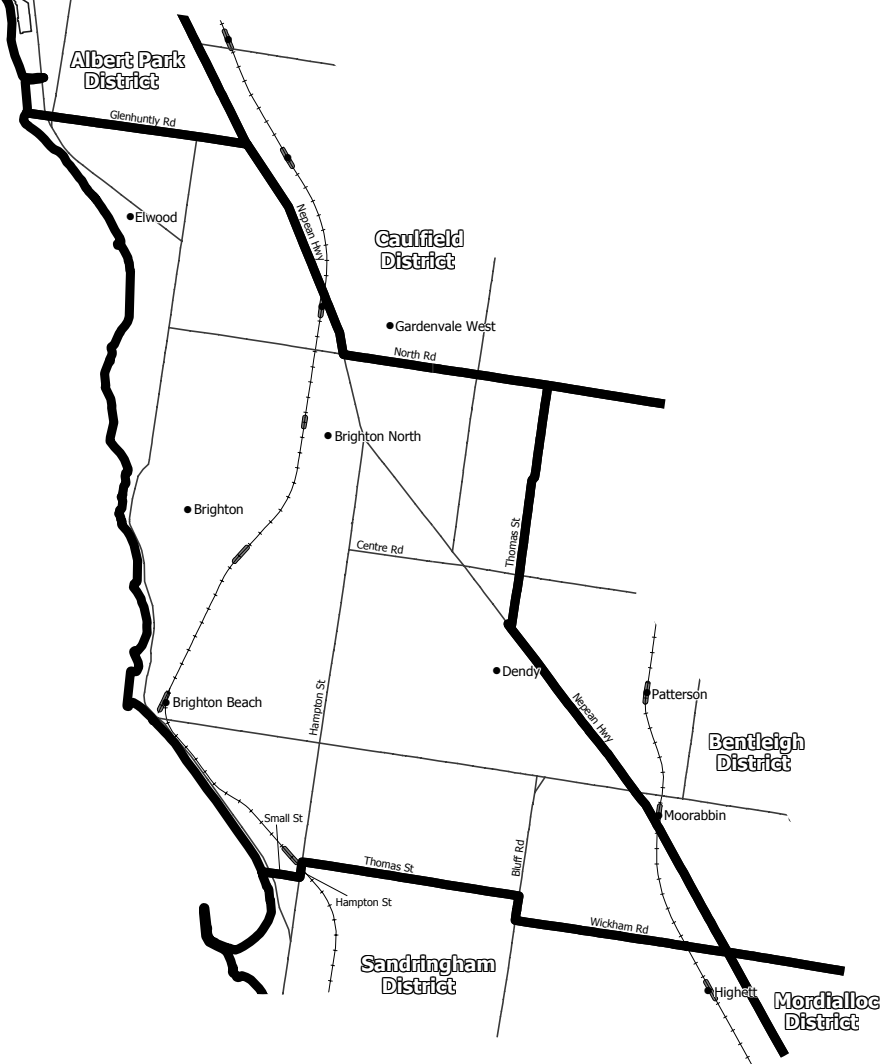 Albert Park
District
Glenhuntly Rd
Elwood
Nepean Hwy
Caulfield
District
Gardenvale West
North Rd
Brighton North
Brighton
Thomas St
Centre Rd
Dendy
Hampton St
Brighton Beach
Nepean Hwy
Patterson
Bentleigh
District
Moorabbin
Small St
Bluff Rd
Thomas St
Hampton St
Wickham Rd
Sandringham
District
Highett
Mordialloc
District